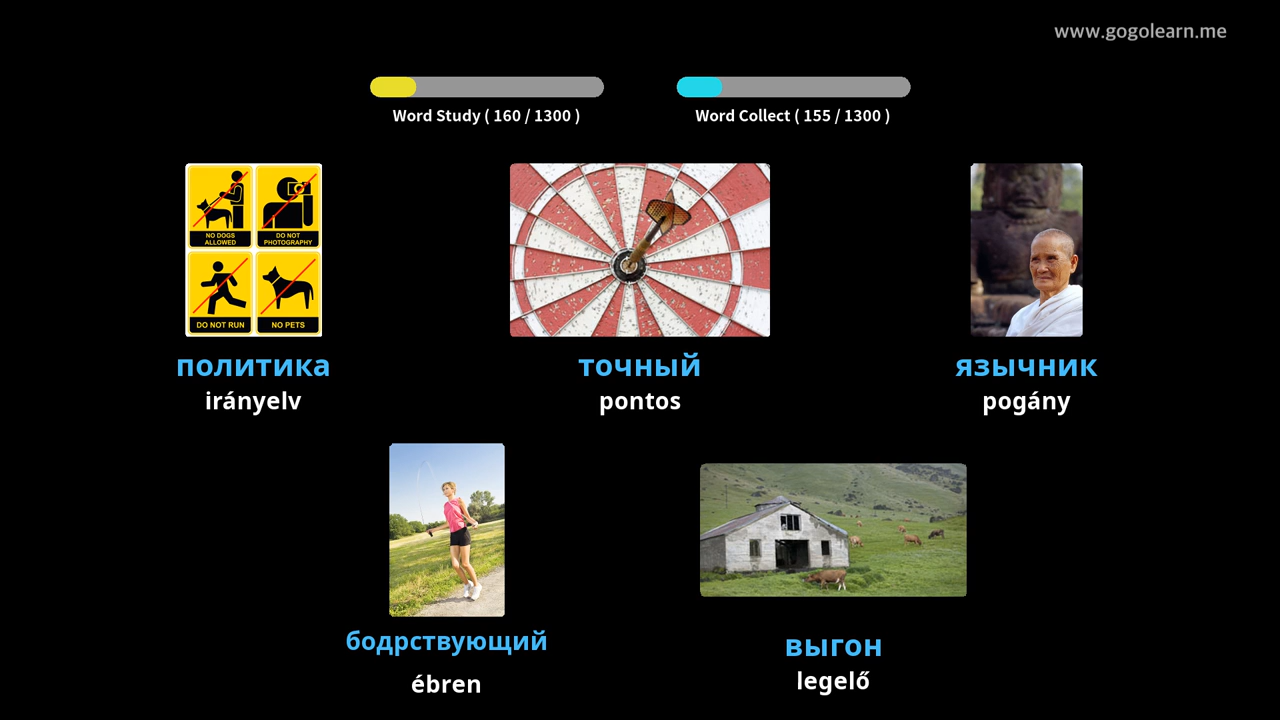 www.gogolearn.me
Word Study ( 160 / 1300 )
Word Collect ( 155 / 1300 )
NO DOGS
ALLOWED
DO NOT
PHOTOGRAPHY
DO NOT RUN
NO PETS
политика
irányelv
точный
pontos
язычник
pogány
бодрствующий
ébren
выгон
legelő